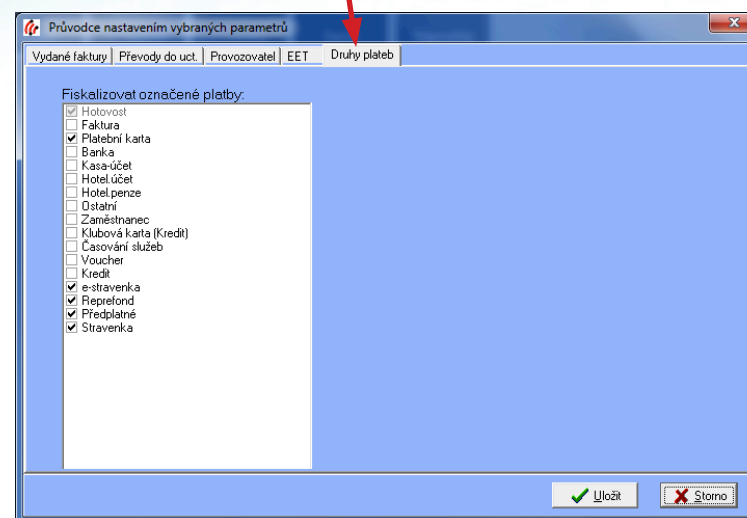 Průvodce nastavením vybraných parametrů
Vydané faktury Převody do uct. Provozovatel EET Druhy plateb
Fiskalizovat označené platby:
Hotovost
Faktura
Platební karta
Banka
Kasa-účet
Hotel.účet
Hotel.penze
Ostatní
Zaměstnanec
Klubová karta (Kredit)
Časování služeb
Voucher
Kredit
e-stravenka
Reprefond
Předplatné
Stravenka
Uložit Storno